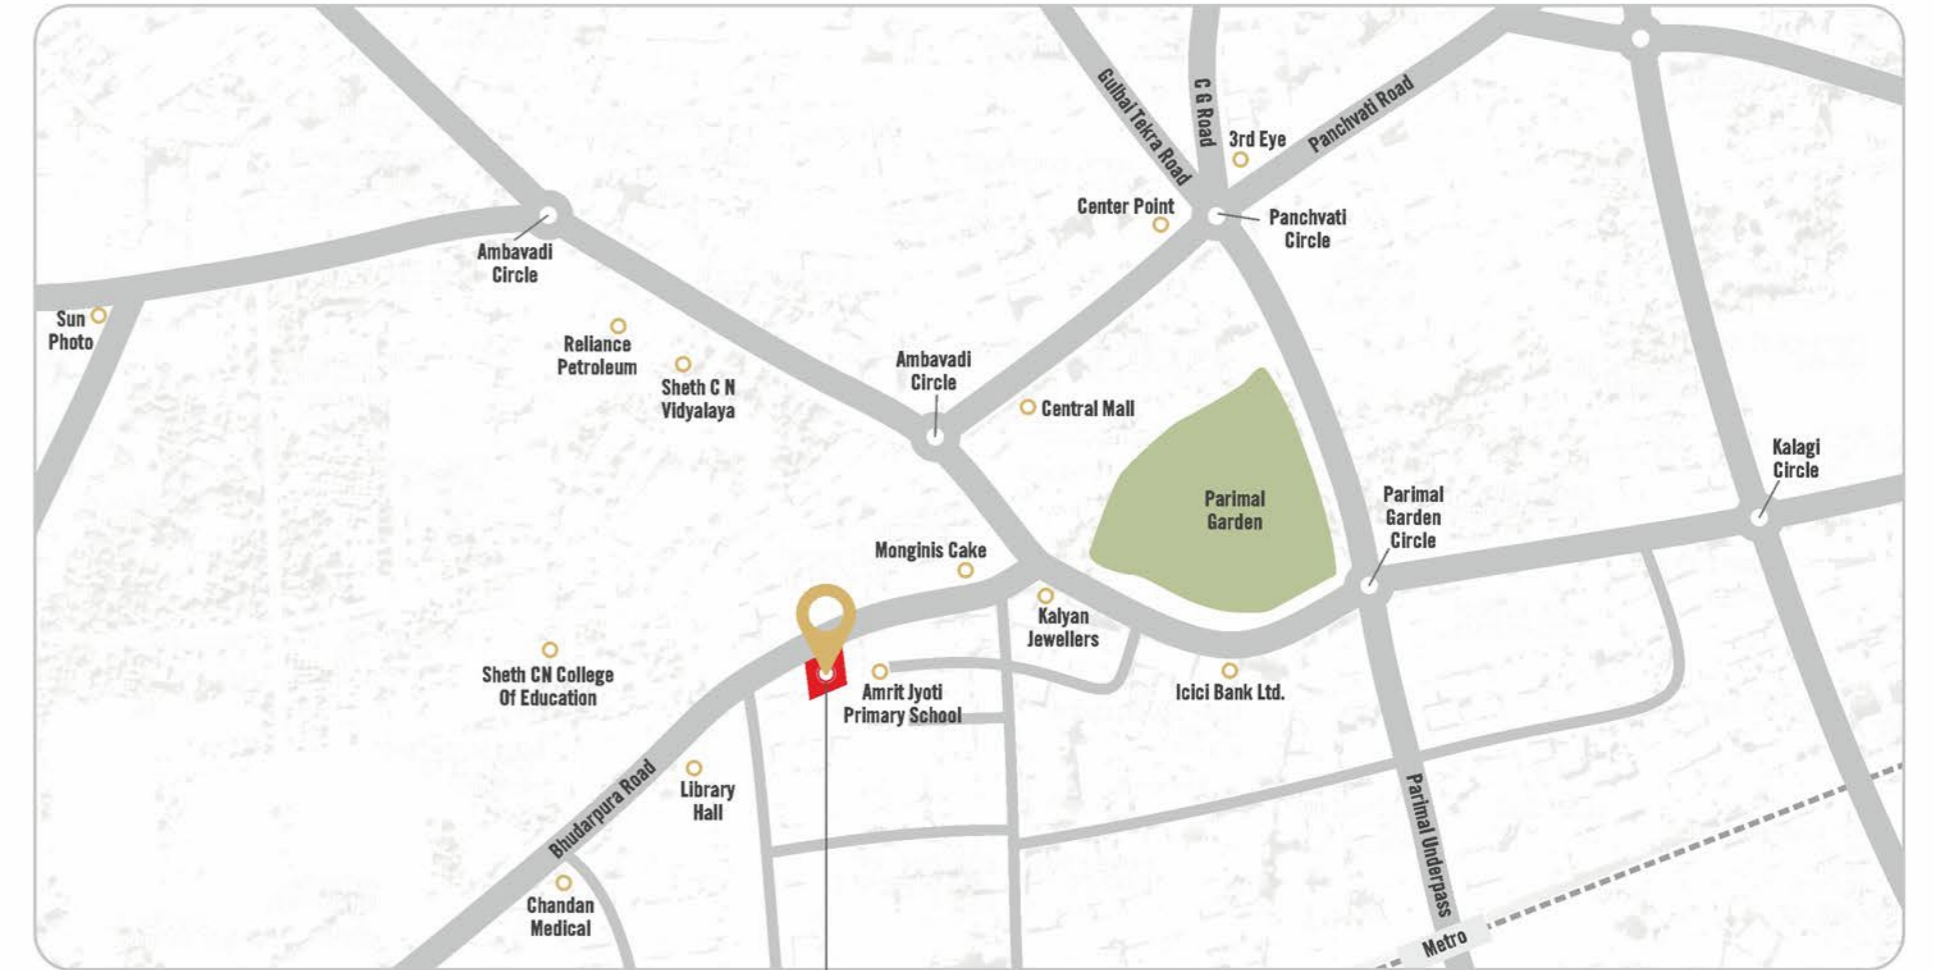 Gulbal Tekra Road
C G Road
3rd Eye
Panchvati Road
Center Point
Panchvati
Circle
Ambavadi
Circle
Sun
Photo
Reliance
Petroleum
Sheth C N
Vidyalaya
Ambavadi
Circle
Central Mall
Kalagi
Circle
Parimal
Garden
Parimal
Garden
Circle
Monginis Cake
Kalyan
Jewellers
Sheth CN College
Of Education
Amrit Jyoti
Primary School
Icici Bank Ltd.
Library
Hall
Bhudarpura Road
Parimal Underpass
Chandan
Medical
Metro